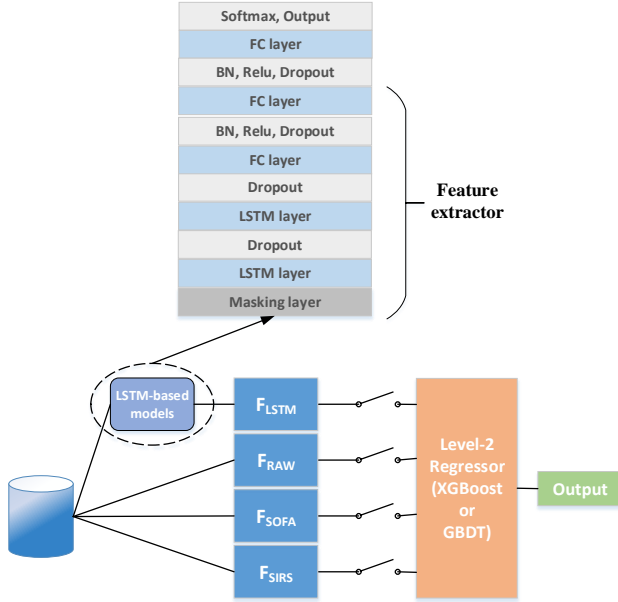 Softmax, Output
FC layer
BN, Relu, Dropout
FC layer
BN, Relu, Dropout
FC layer
Dropout
LSTM layer
Dropout
LSTM layer
Masking layer
Feature
extractor
LSTM-based
models
FLSTM
FRAW
FSOFA
FSIRS
Level-2
Regressor
(XGBoost
or
GBDT)
Output